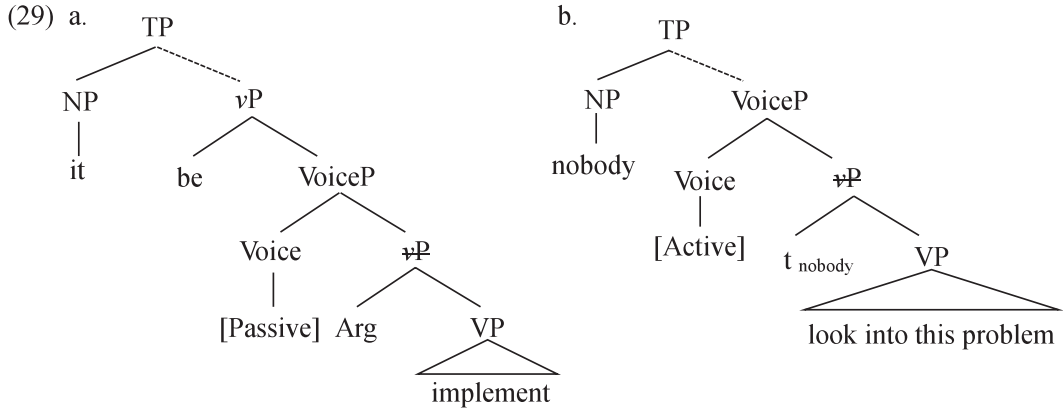 (29) a.
TP
NP
vP
it
be
VoiceP
Voice
vP
[Passive]
Arg
VP
implement
b.
TP
NP
VoiceP
nobody
Voice
vP
[Active]
t nobody
VP
look into this problem